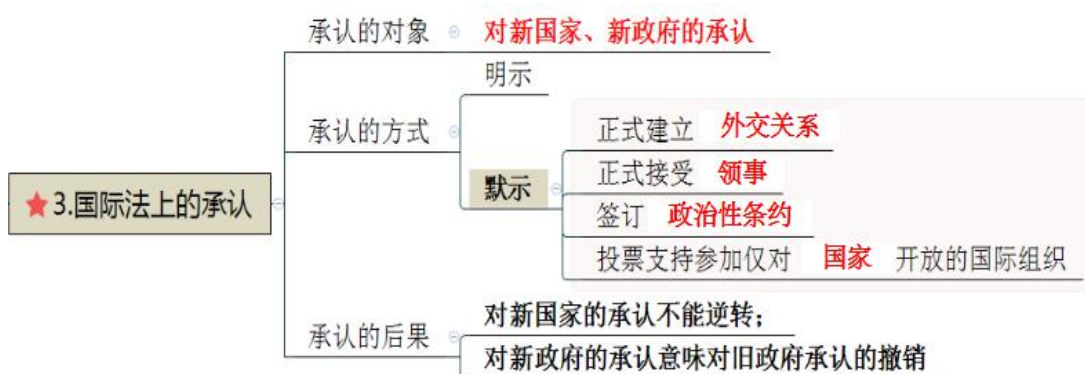 承认的对象 对新国家、新政府的承认
明示
承认的方式
正式建立 外交关系
正式接受 领事
默示
★3.国际法上的承认
签订 政治性条约
投票支持参加仅对 国家 开放的国际组织
对新国家的承认不能逆转；
承认的后果
对新政府的承认意味对旧政府承认的撤销